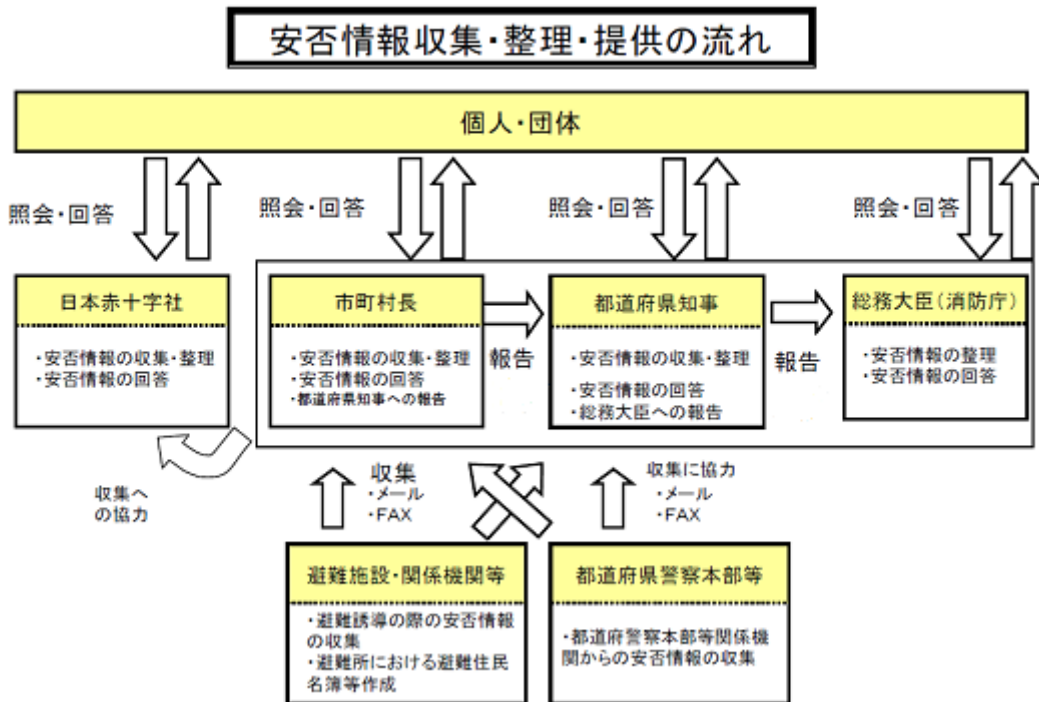 安否情報収集・整理・提供の流れ
個人・団体
照会・回答
照会・回答
照会・回答
照会・回答
日本赤十字社
・安否情報の収集・整理
・安否情報の回答
市町村長
・安否情報の収集・整理
・安否情報の回答
・都道府県知事への報告
報告
都道府県知事
・安否情報の収集・整理
・安否情報の回答
・総務大臣への報告
報告
総務大臣(消防庁)
・安否情報の整理
・安否情報の回答
収集へ
の協力
収集
・メール
・FAX
収集に協力
・メール
・FAX
避難施設・関係機関等
・避難誘導の際の安否情報
の収集
・避難所における避難住民
名簿等作成
都道府県警察本部等
・都道府警察本部等関係機
関からの安否情報の収集